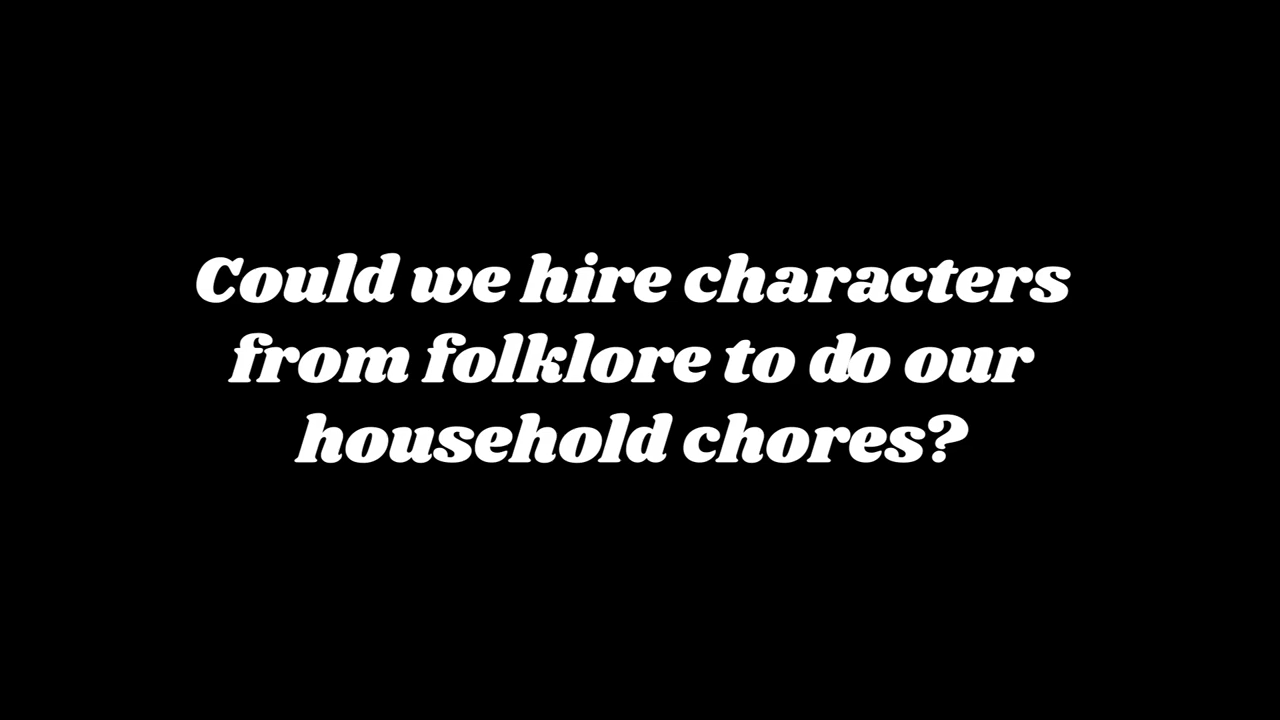 Could we hire characters
from folklore to do our
household chores?